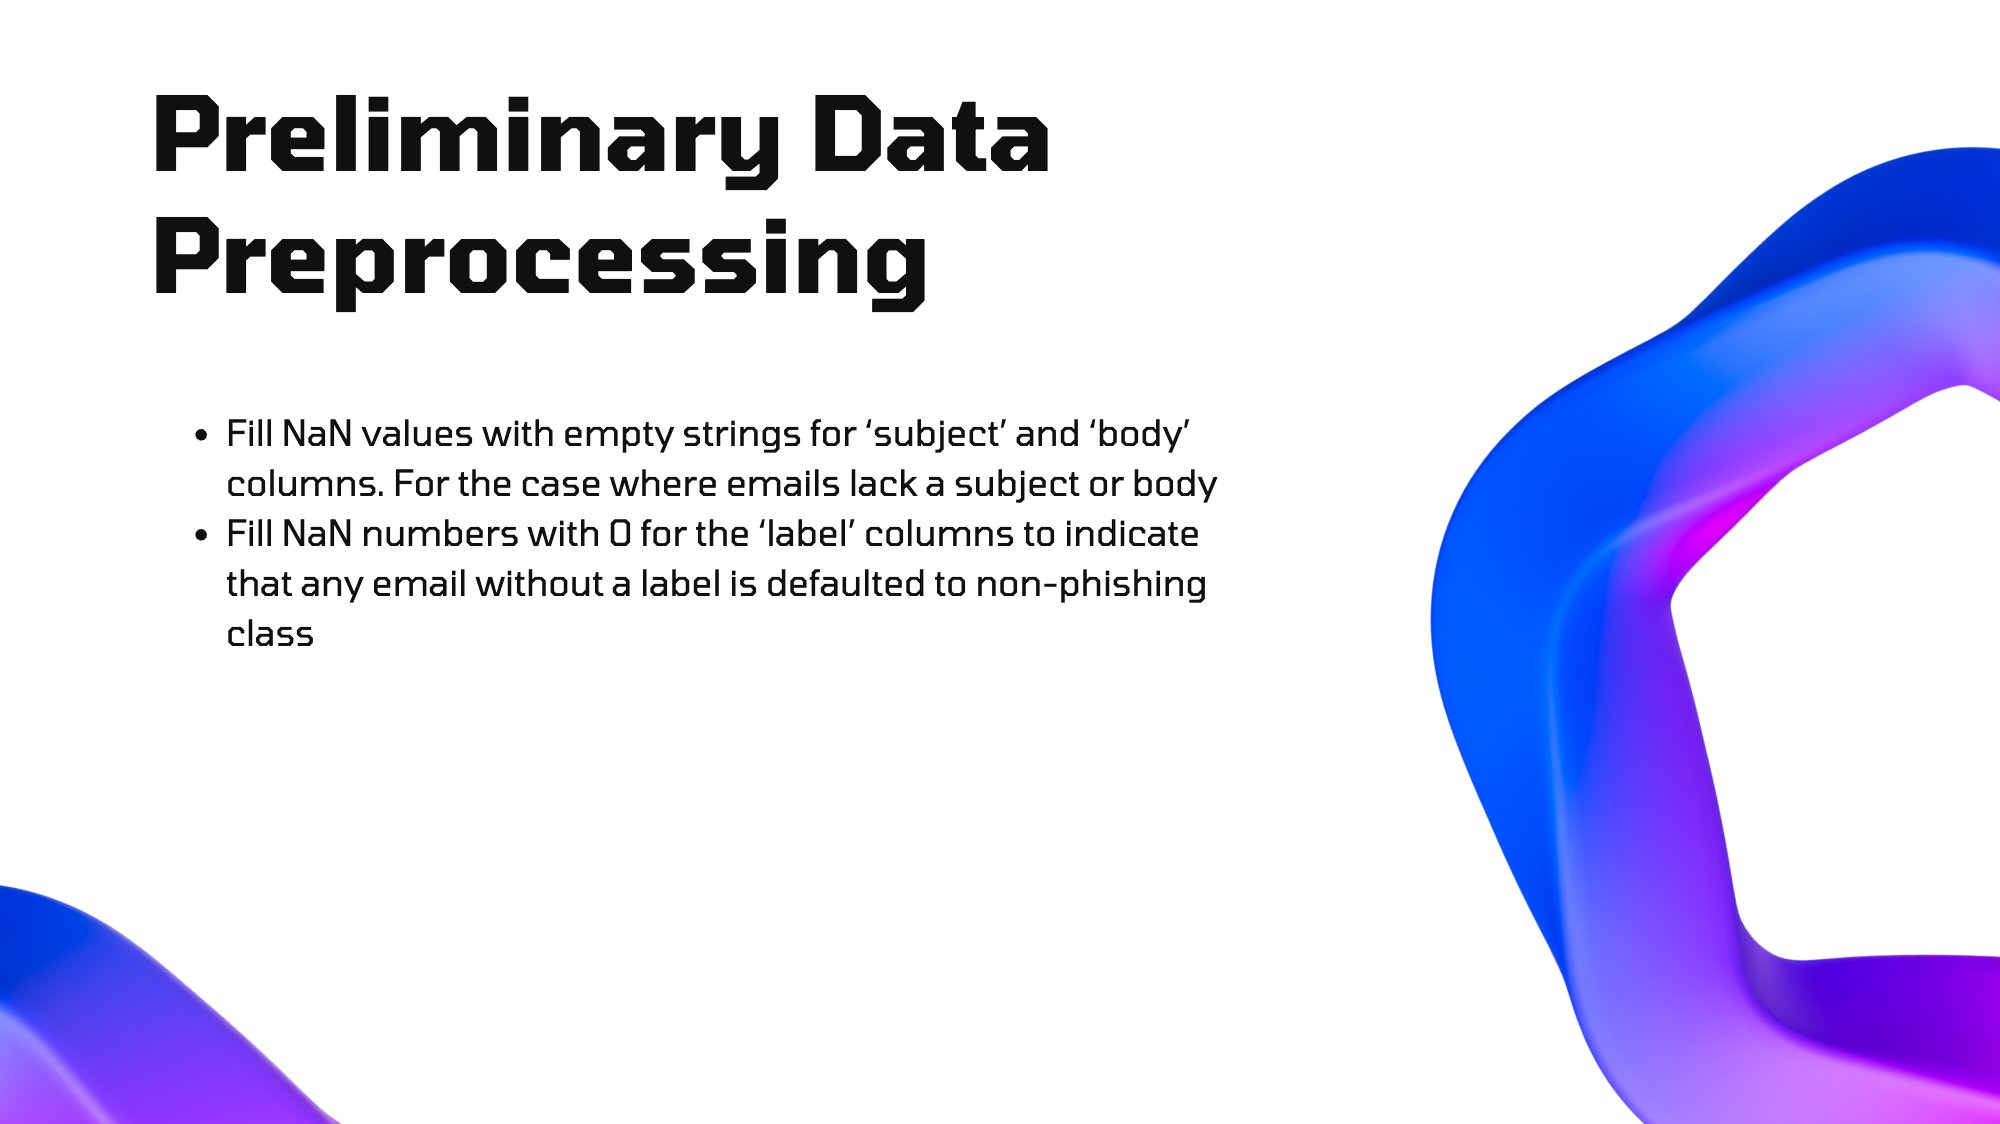 Preliminary Data
Preprocessing
• Fill NaN values with empty strings for ‘subject’ and ‘body’
columns. For the case where emails lack a subject or body
• Fill NaN numbers with 0 for the ‘label’ columns to indicate
that any email without a label is defaulted to non-phishing
class